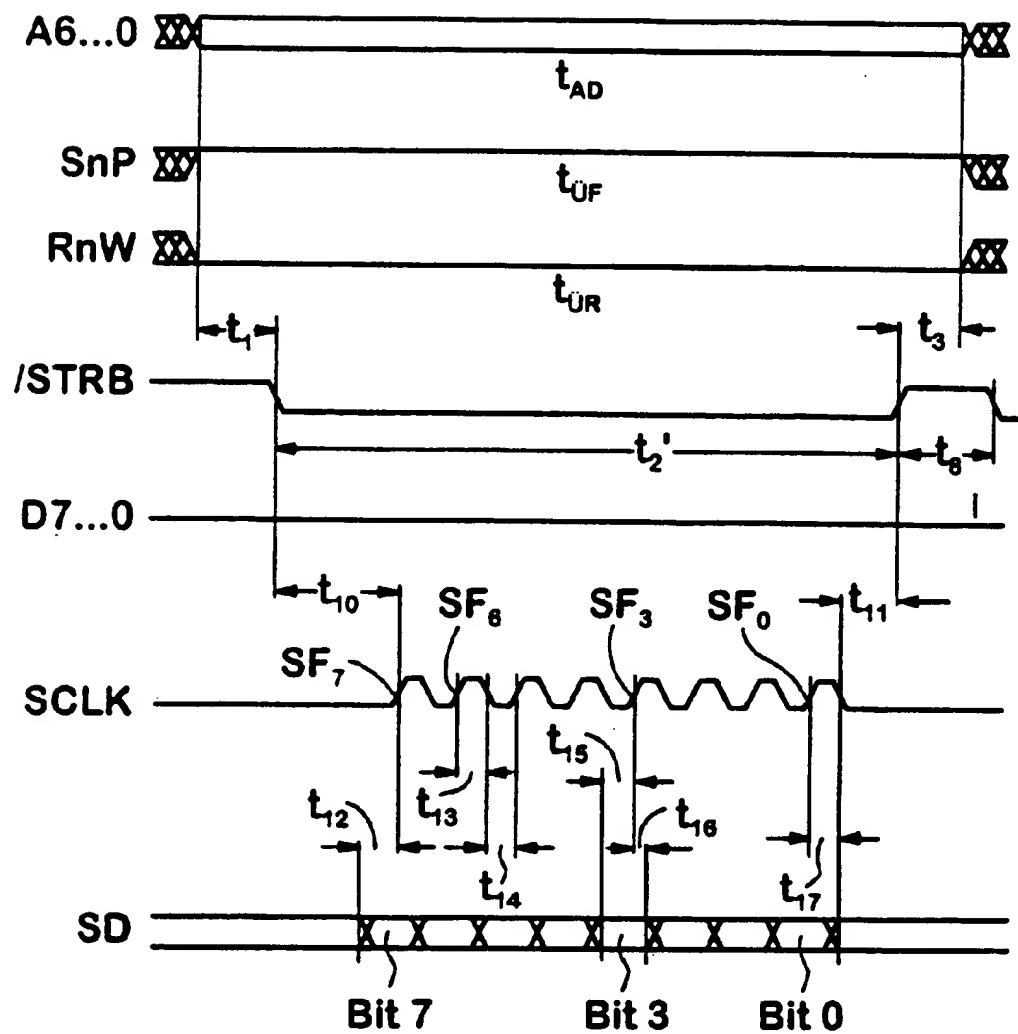 A6...0
t_AD
SnP
t_ÜF
RnW
t_ÜR
t_1
t_3
/STRB
t_2'
t_8
D7...0
t_10
SF_6
SF_3
SF_0
t_11
SF_7
SCLK
t_15
t_12
t_13
t_16
t_14
t_17
SD
Bit 7
Bit 3
Bit 0